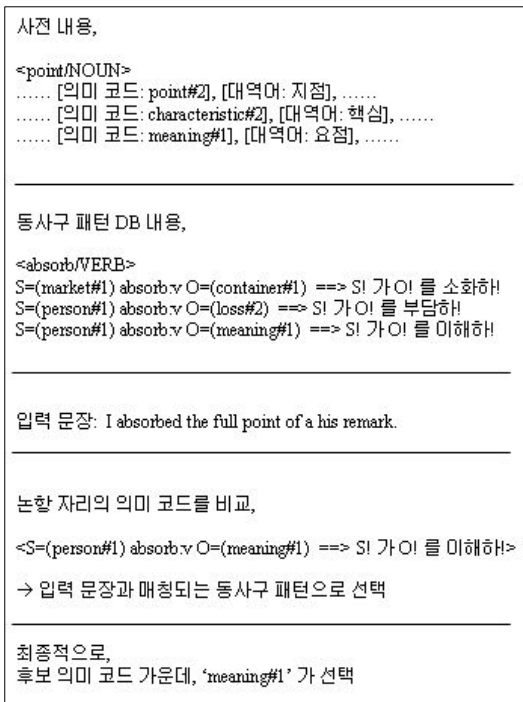 사전 내용,
<point/NOUN>
…… [의미 코드: point#2], [대역어: 지점], ……
…… [의미 코드: characteristic#2], [대역어: 핵심], ……
…… [의미 코드: meaning#1], [대역어: 요점], ……
동사구 패턴 DB 내용,
<absorb/VERB>
S=(market#1) absorb:v O=(container#1) ==> S! 가 O! 를 소화하!
S=(person#1) absorb:v O=(loss#2) ==> S! 가 O! 를 부담하!
S=(person#1) absorb:v O=(meaning#1) ==> S! 가 O! 를 이해하!
입력 문장: I absorbed the full point of a his remark.
논항 자리의 의미 코드를 비교,
<S=(person#1) absorb:v O=(meaning#1) ==> S! 가 O! 를 이해하!>
→ 입력 문장과 매칭되는 동사구 패턴으로 선택
최종적으로,
후보 의미 코드 가운데, ‘meaning#1’ 가 선택